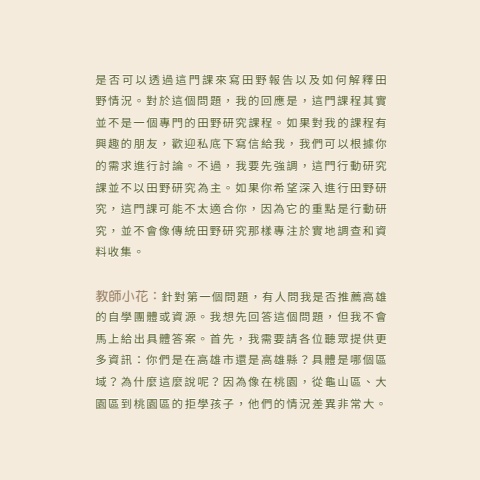 是否可以透過這門課來寫田野報告以及如何解釋田
野情況。對於這個問題，我的回應是，這門課程其實
並不是一個專門的田野研究課程。如果對我的課程有
興趣的朋友，歡迎私底下寫信給我，我們可以根據你
的需求進行討論。不過，我要先強調，這門行動研究
課並不以田野研究為主。如果你希望深入進行田野研
究，這門課可能不太適合你，因為它的重點是行動研
究，並不會像傳統田野研究那樣專注於實地調查和資
料收集。
教師小花：針對第一個問題，有人問我是否推薦高雄
的自學團體或資源。我想先回答這個問題，但我不會
馬上給出具體答案。首先，我需要請各位聽眾提供更
多資訊：你們是在高雄市還是高雄縣？具體是哪個區
域？為什麼這麼說呢？因為像在桃園，從龜山區、大
園區到桃園區的拒學孩子，他們的情況差異非常大。